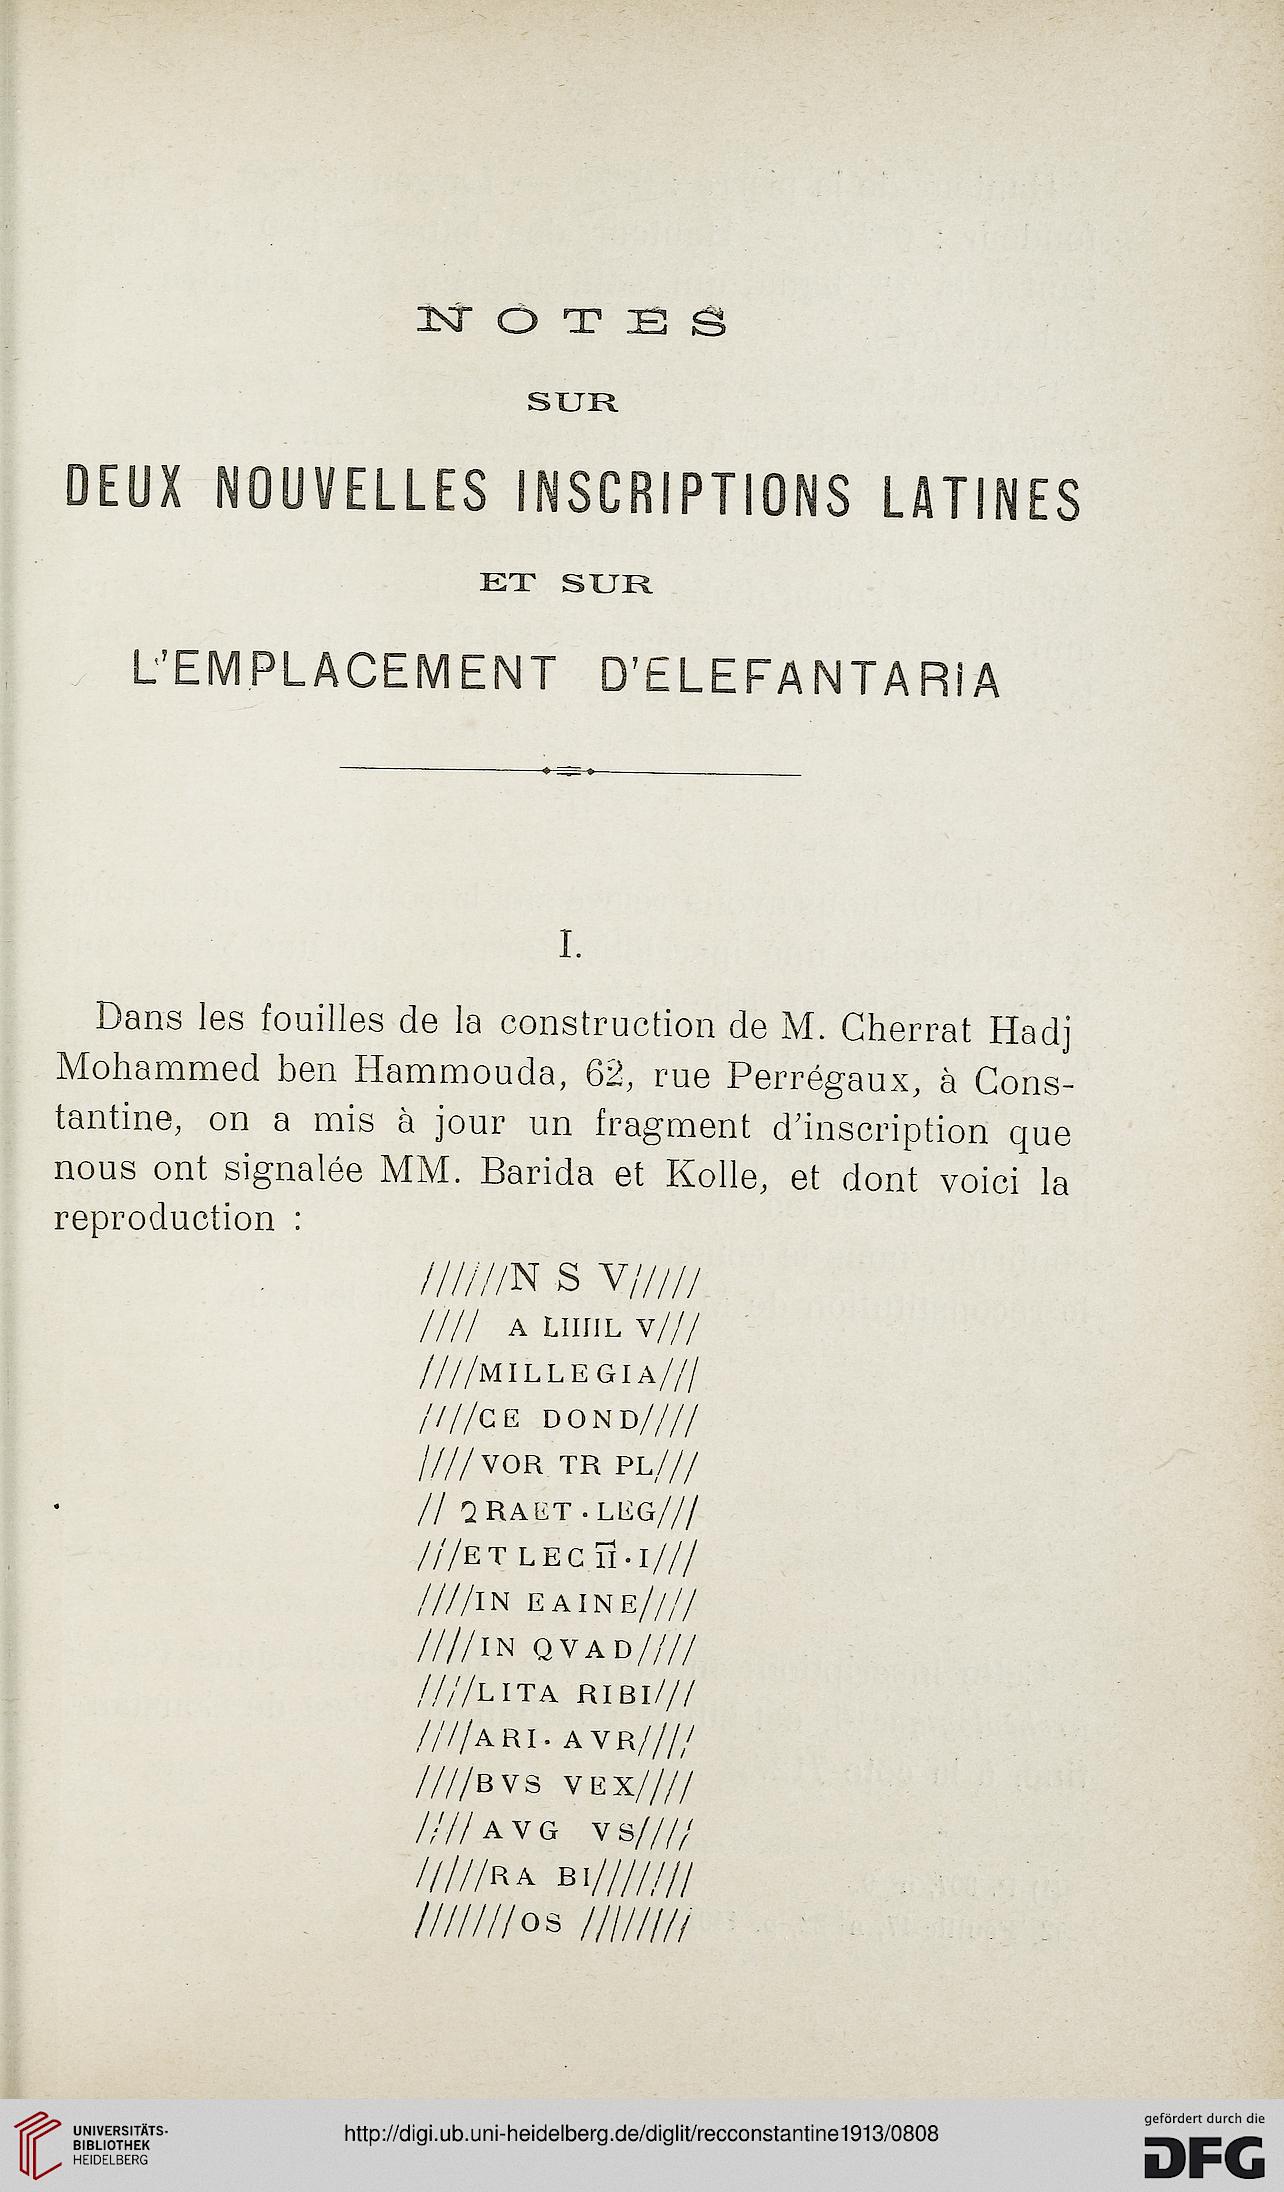 NOTES
SUR
DEUX NOUVELLES INSCRIPTIONS LATINES
ET SUR
L'EMPLACEMENT D'ELEFANTARIA
I.
Dans les fouilles de la construction de M. Cherrat Hadj
Mohammed ben Hammouda, 62, rue Perrégaux, à Cons-
tantine, on a mis à jour un fragment d'inscription que
nous ont signalée MM. Barida et Kolle, et dont voici la
reproduction :
//////N S V//////
//// A LIIIIL V///
////MILLEGIA///
////CE DOND////
////VOR TR PL///
// ϨRAET . LEG///
///ET LEC I̅I̅ . I///
////IN EAINE////
////IN QVAD////
////LITA RIBI///
////ARI. AVR////
////BVS VEX////
//// AVG VS////
/////RA BI///////
///////OS ////////
UNIVERSITÄTS-
BIBLIOTHEK
HEIDELBERG
http://digi.ub.uni-heidelberg.de/diglit/recconstantine1913/0808
gefördert durch die
DFG